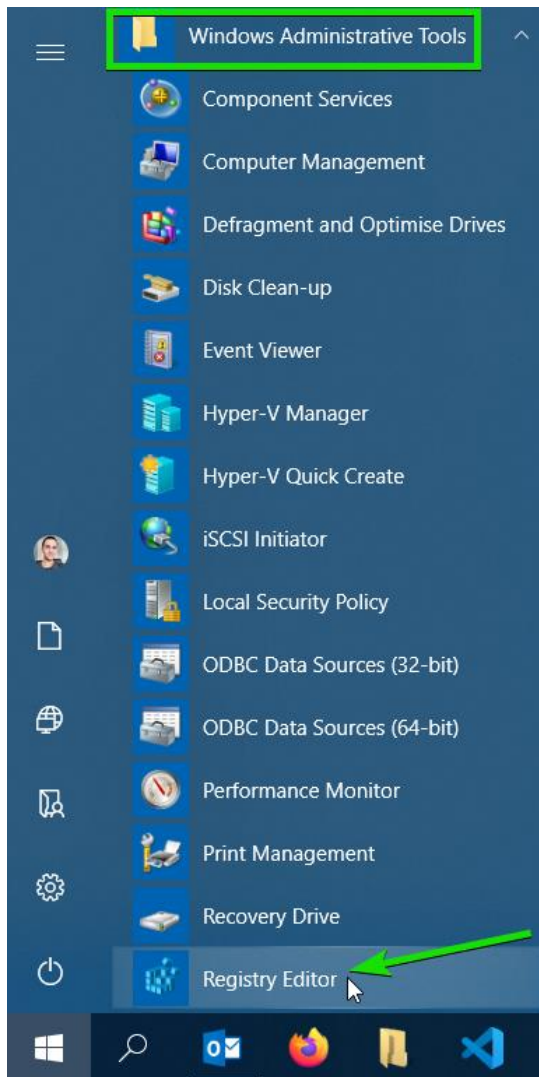 Windows Administrative Tools
Component Services
Computer Management
Defragment and Optimise Drives
Disk Clean-up
Event Viewer
Hyper-V Manager
Hyper-V Quick Create
iSCSI Initiator
Local Security Policy
ODBC Data Sources (32-bit)
ODBC Data Sources (64-bit)
Performance Monitor
Print Management
Recovery Drive
Registry Editor